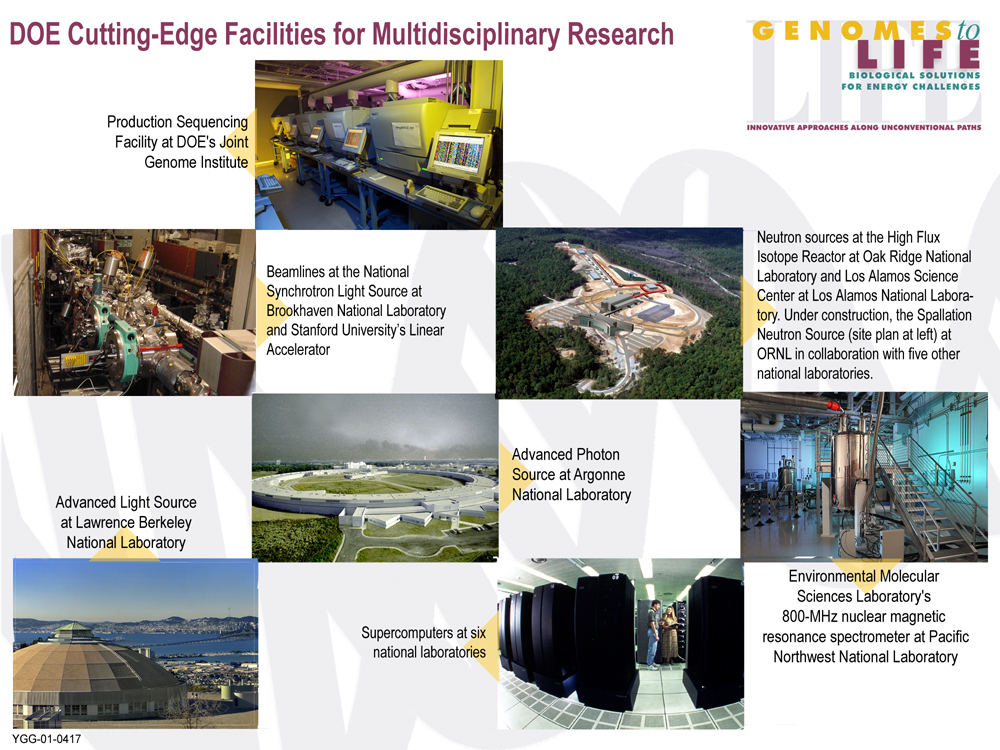 DOE Cutting-Edge Facilities for Multidisciplinary Research
GENOMES to
LIFE
BIOLOGICAL SOLUTIONS
FOR ENERGY CHALLENGES
INNOVATIVE APPROACHES ALONG UNCONVENTIONAL PATHS
Production Sequencing
Facility at DOE's Joint
Genome Institute
Beamlines at the National
Synchrotron Light Source at
Brookhaven National Laboratory
and Stanford University's Linear
Accelerator
Neutron sources at the High Flux
Isotope Reactor at Oak Ridge National
Laboratory and Los Alamos Science
Center at Los Alamos National Labora-
tory. Under construction, the Spallation
Neutron Source (site plan at left) at
ORNL in collaboration with five other
national laboratories.
Advanced Photon
Source at Argonne
National Laboratory
Advanced Light Source
at Lawrence Berkeley
National Laboratory
Environmental Molecular
Sciences Laboratory's
800-MHz nuclear magnetic
resonance spectrometer at Pacific
Northwest National Laboratory
Supercomputers at six
national laboratories
YGG-01-0417